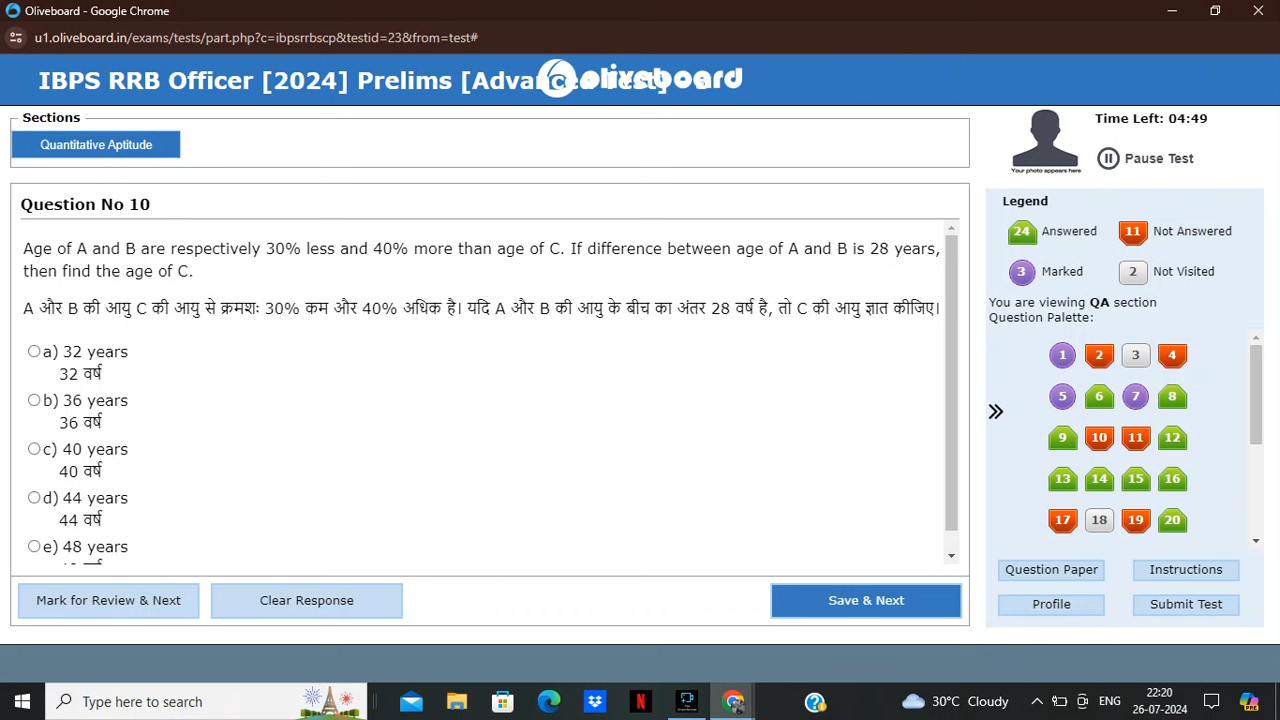 Oliveboard - Google Chrome
u1.oliveboard.in/exams/tests/part.php?c=ibpsrrbscp&testid=23&from=test#
IBPS RRB Officer [2024] Prelims [Advanced Test]
oliveboard
Sections
Quantitative Aptitude
Time Left: 04:49
Your photo appears here
Pause Test
Question No 10
Age of A and B are respectively 30% less and 40% more than age of C. If difference between age of A and B is 28 years,
then find the age of C.
A और B की आयु C की आयु से क्रमशः 30% कम और 40% अधिक है। यदि A और B की आयु के बीच का अंतर 28 वर्ष है, तो C की आयु ज्ञात कीजिए।
a) 32 years
32 वर्ष
b) 36 years
36 वर्ष
c) 40 years
40 वर्ष
d) 44 years
44 वर्ष
e) 48 years
Mark for Review & Next
Clear Response
Save & Next
Legend
24 Answered
11 Not Answered
3 Marked
2 Not Visited
You are viewing QA section
Question Palette:
1 2 3 4
5 6 7 8
9 10 11 12
13 14 15 16
17 18 19 20
Question Paper
Instructions
Profile
Submit Test
Type here to search
30°C Cloudy
ENG
22:20
26-07-2024